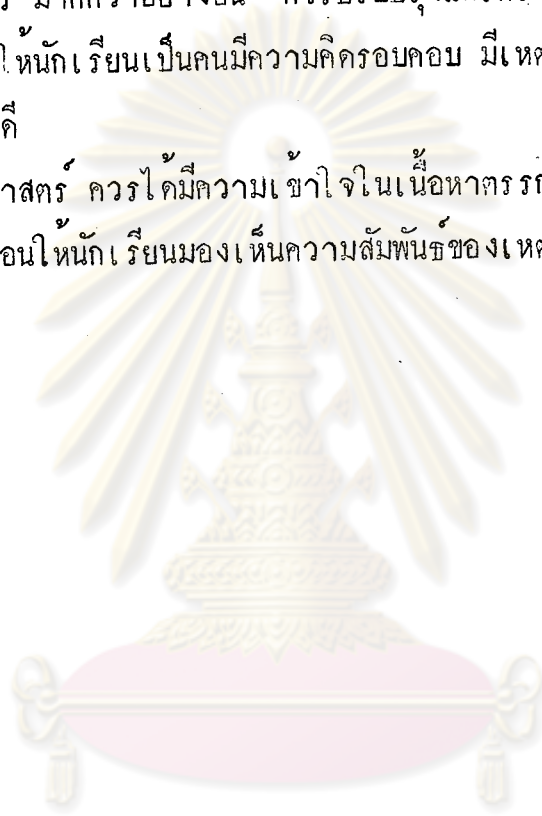 ให้นักเรียนเป็นคนมีความคิดรอบคอบ มีเหต
ดี
าสตร์ ควรได้มีความเข้าใจในเนื้อหาตรร
อนให้นักเรียนมองเห็นความสัมพันธ์ของเหต